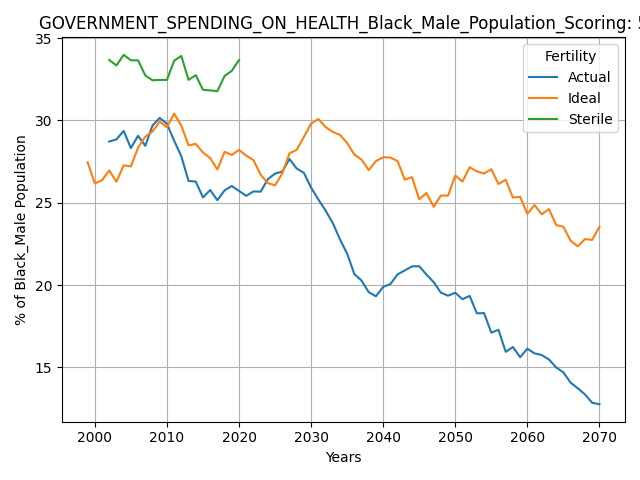 GOVERNMENT_SPENDING_ON_HEALTH_Black_Male_Population_Scoring:
35
30
25
20
15
% of Black_Male Population
Fertility
Actual
Ideal
Sterile
2000 2010 2020 2030 2040 2050 2060 2070
Years